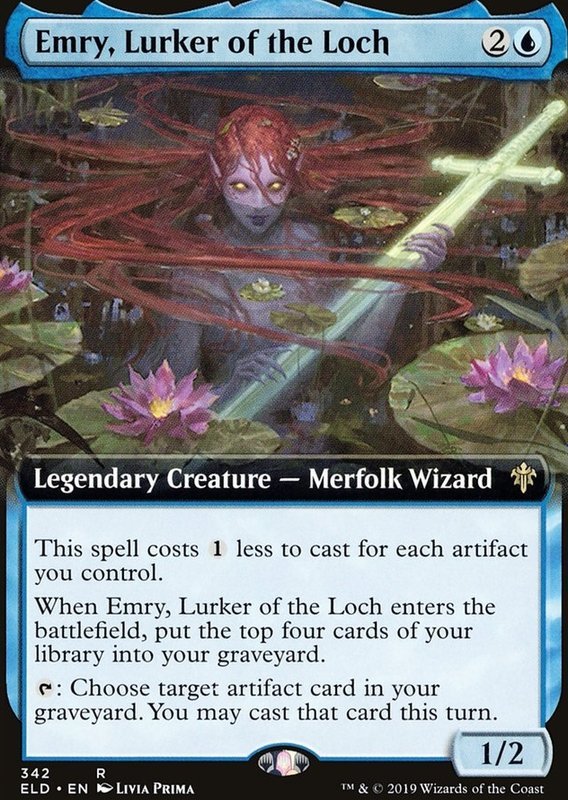 Emry, Lurker of the Loch 2
Legendary Creature — Merfolk Wizard
This spell costs 1 less to cast for each artifact
you control.
When Emry, Lurker of the Loch enters the
battlefield, put the top four cards of your
library into your graveyard.
: Choose target artifact card in your
graveyard. You may cast that card this turn.
1/2
342 R
ELD • EN LIVIA PRIMA
™ & © 2019 Wizards of the Coast